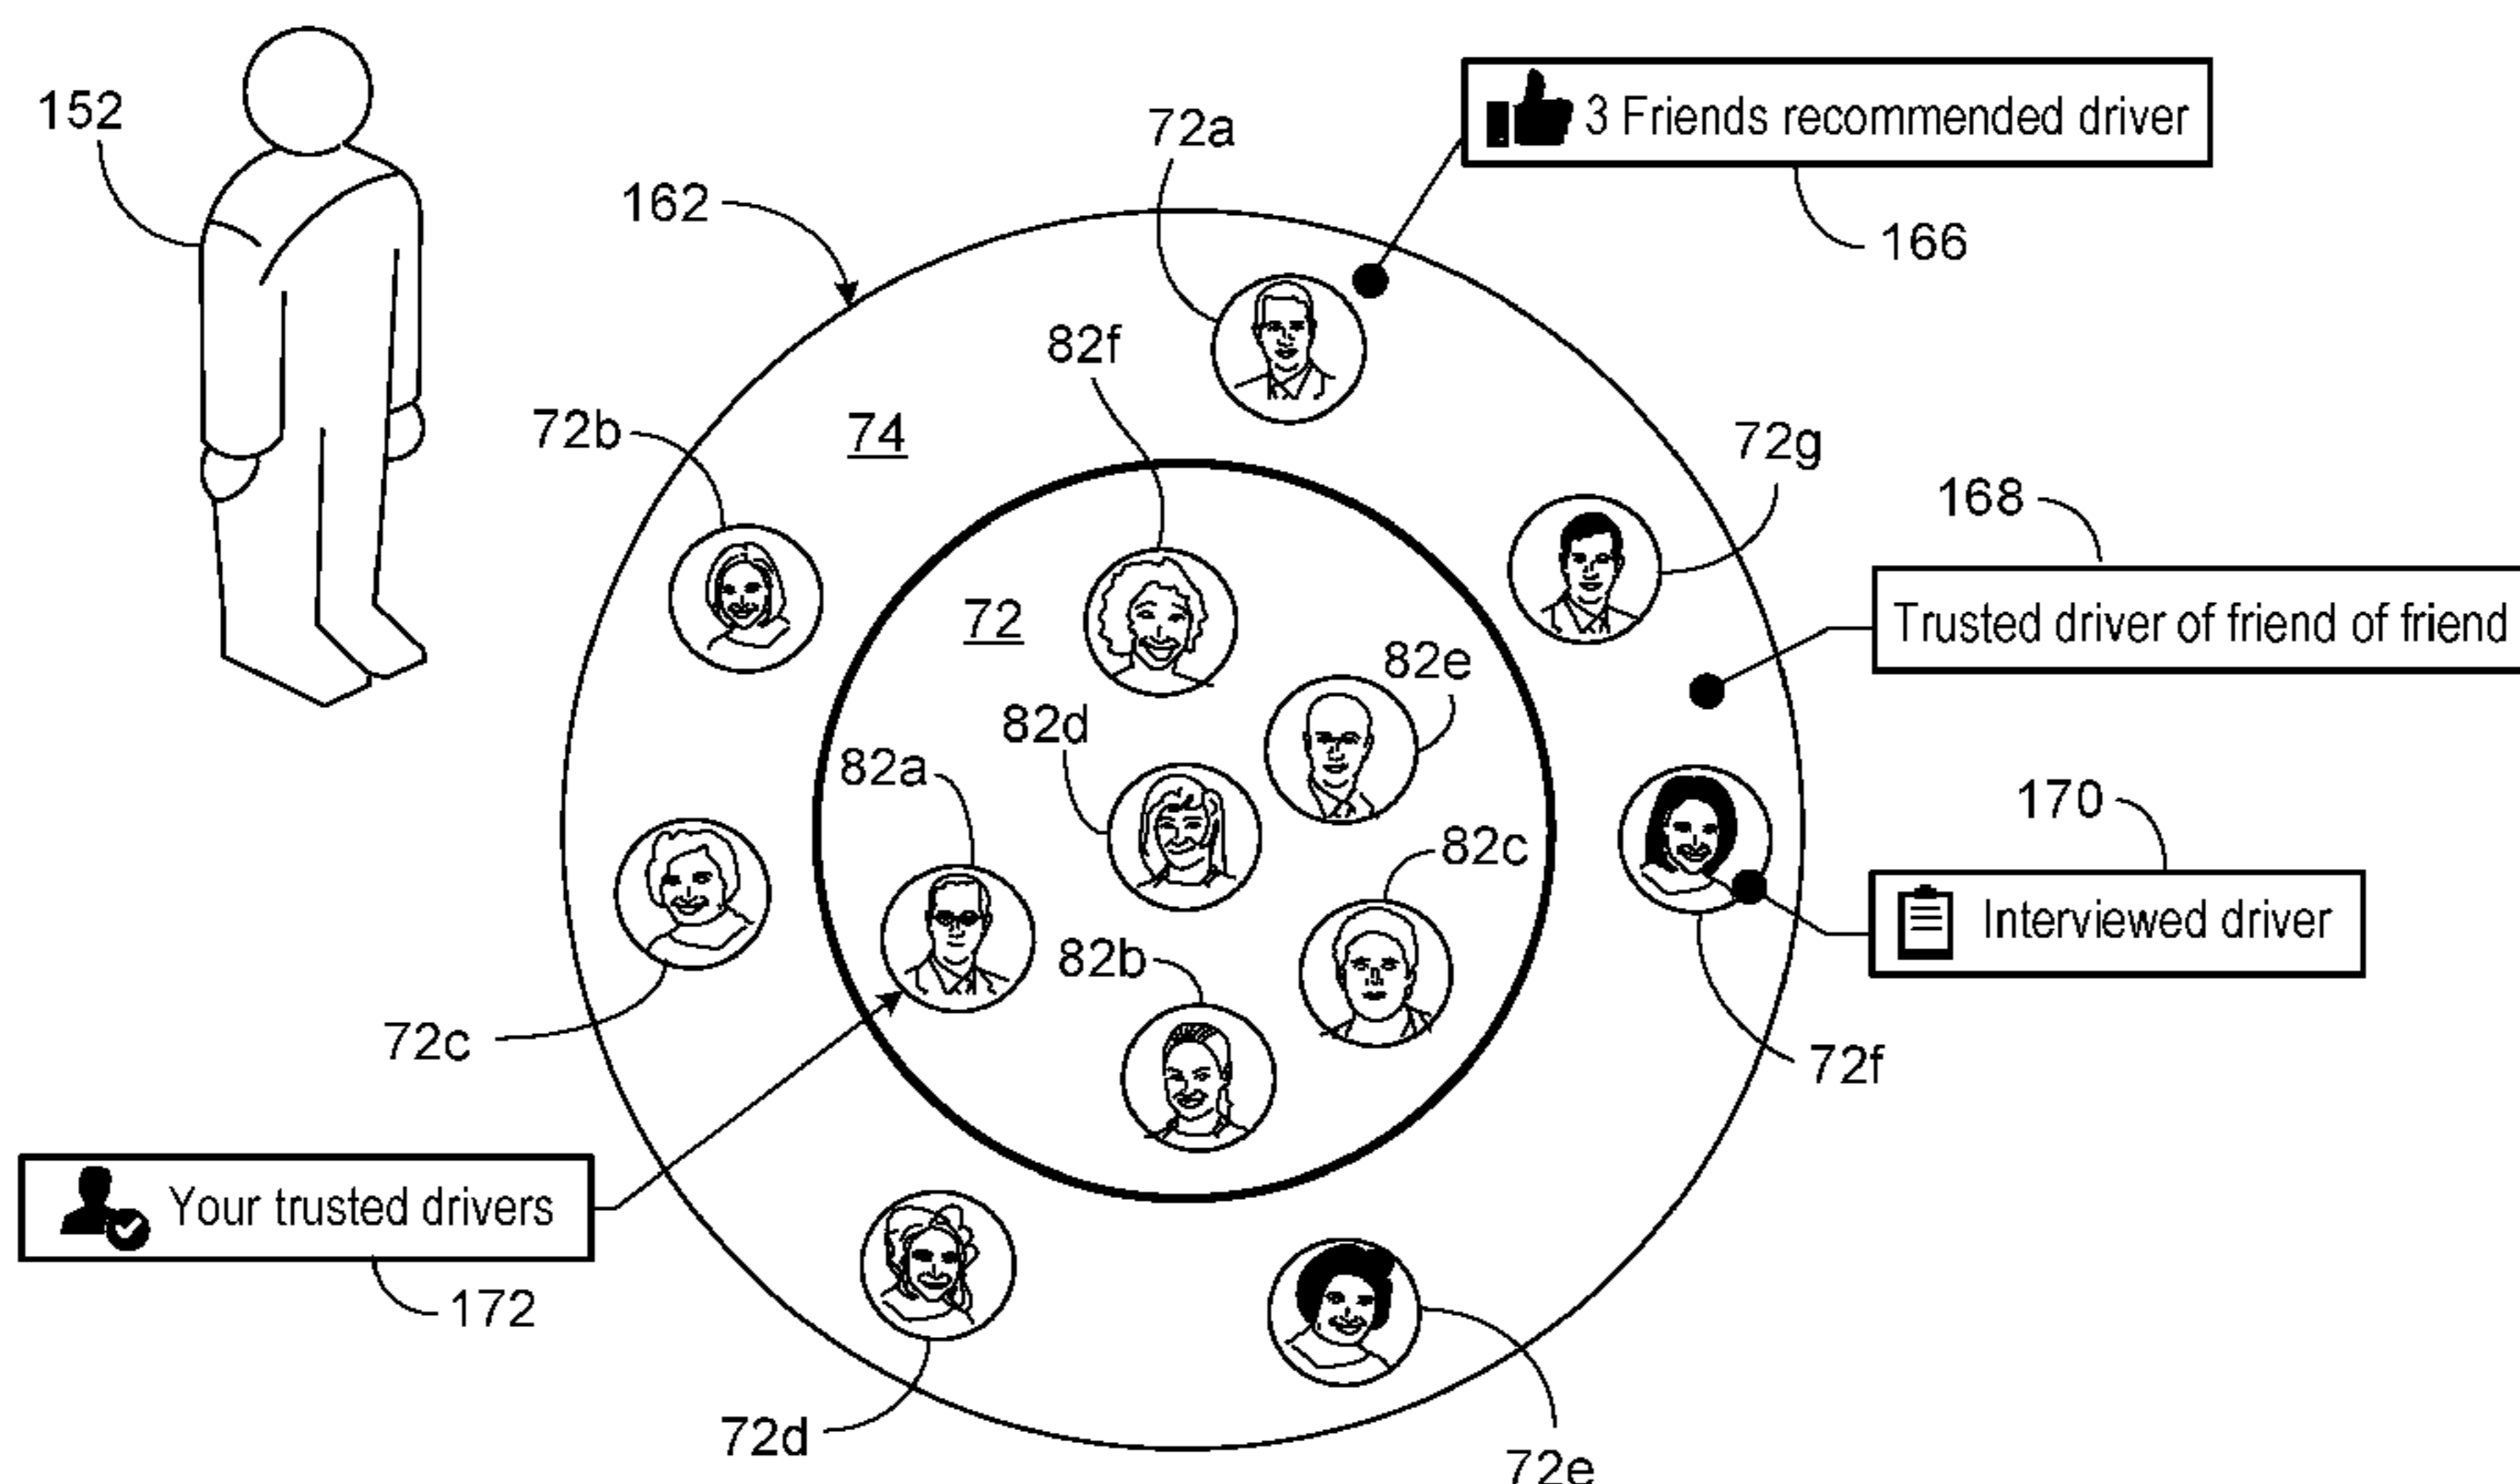 152
72a
3 Friends recommended driver
162
166
82f
72b
74
72g
168
72
Trusted driver of friend of friend
82e
82d
82a
170
82c
Interviewed driver
82b
72c
72f
Your trusted drivers
172
72d
72e